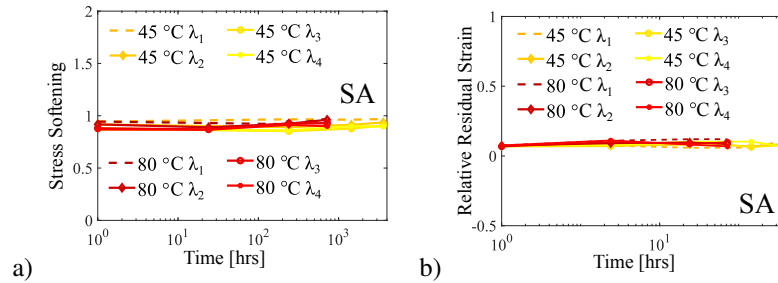 2
1.5
1
0.5
0
Stress Softening
45 °C λ1 45 °C λ3
45 °C λ2 45 °C λ4
SA
80 °C λ1 80 °C λ3
80 °C λ2 80 °C λ4
10^0 10^1 10^2 10^3
Time [hrs]
a)
1
0.5
0
-0.5
Relative Residual Strain
45 °C λ1 45 °C λ3
45 °C λ2 45 °C λ4
80 °C λ1 80 °C λ3
80 °C λ2 80 °C λ4
SA
10^0 10^1
Time [hrs]
b)